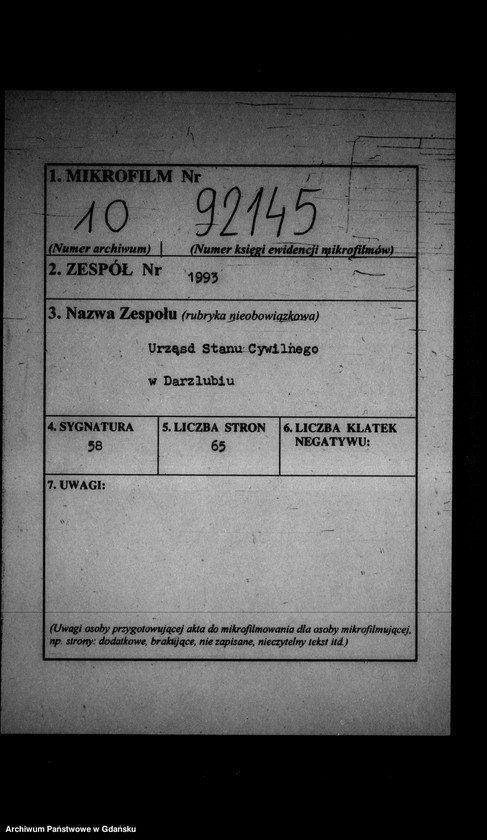 1. MIKROFILM Nr
10 92145
(Numer archiwum) (Numer księgi ewidencji mikrofilmów)
2. ZESPÓŁ Nr 1993
3. Nazwa Zespołu (rubryka nieobowiązkowa)
Urząsd Stanu Cywilnego
w Darzlubiu
4. SYGNATURA 5. LICZBA STRON 6. LICZBA KLATEK
NEGATYWU:
58 65
7. UWAGI:
(Uwagi osoby przygotowującej akta do mikrofilmowania dla osoby mikrofilmującej,
np. strony: dodatkowe, brakujące, nie zapisane, nieczytelny tekst itd.)
Archiwum Państwowe w Gdańsku